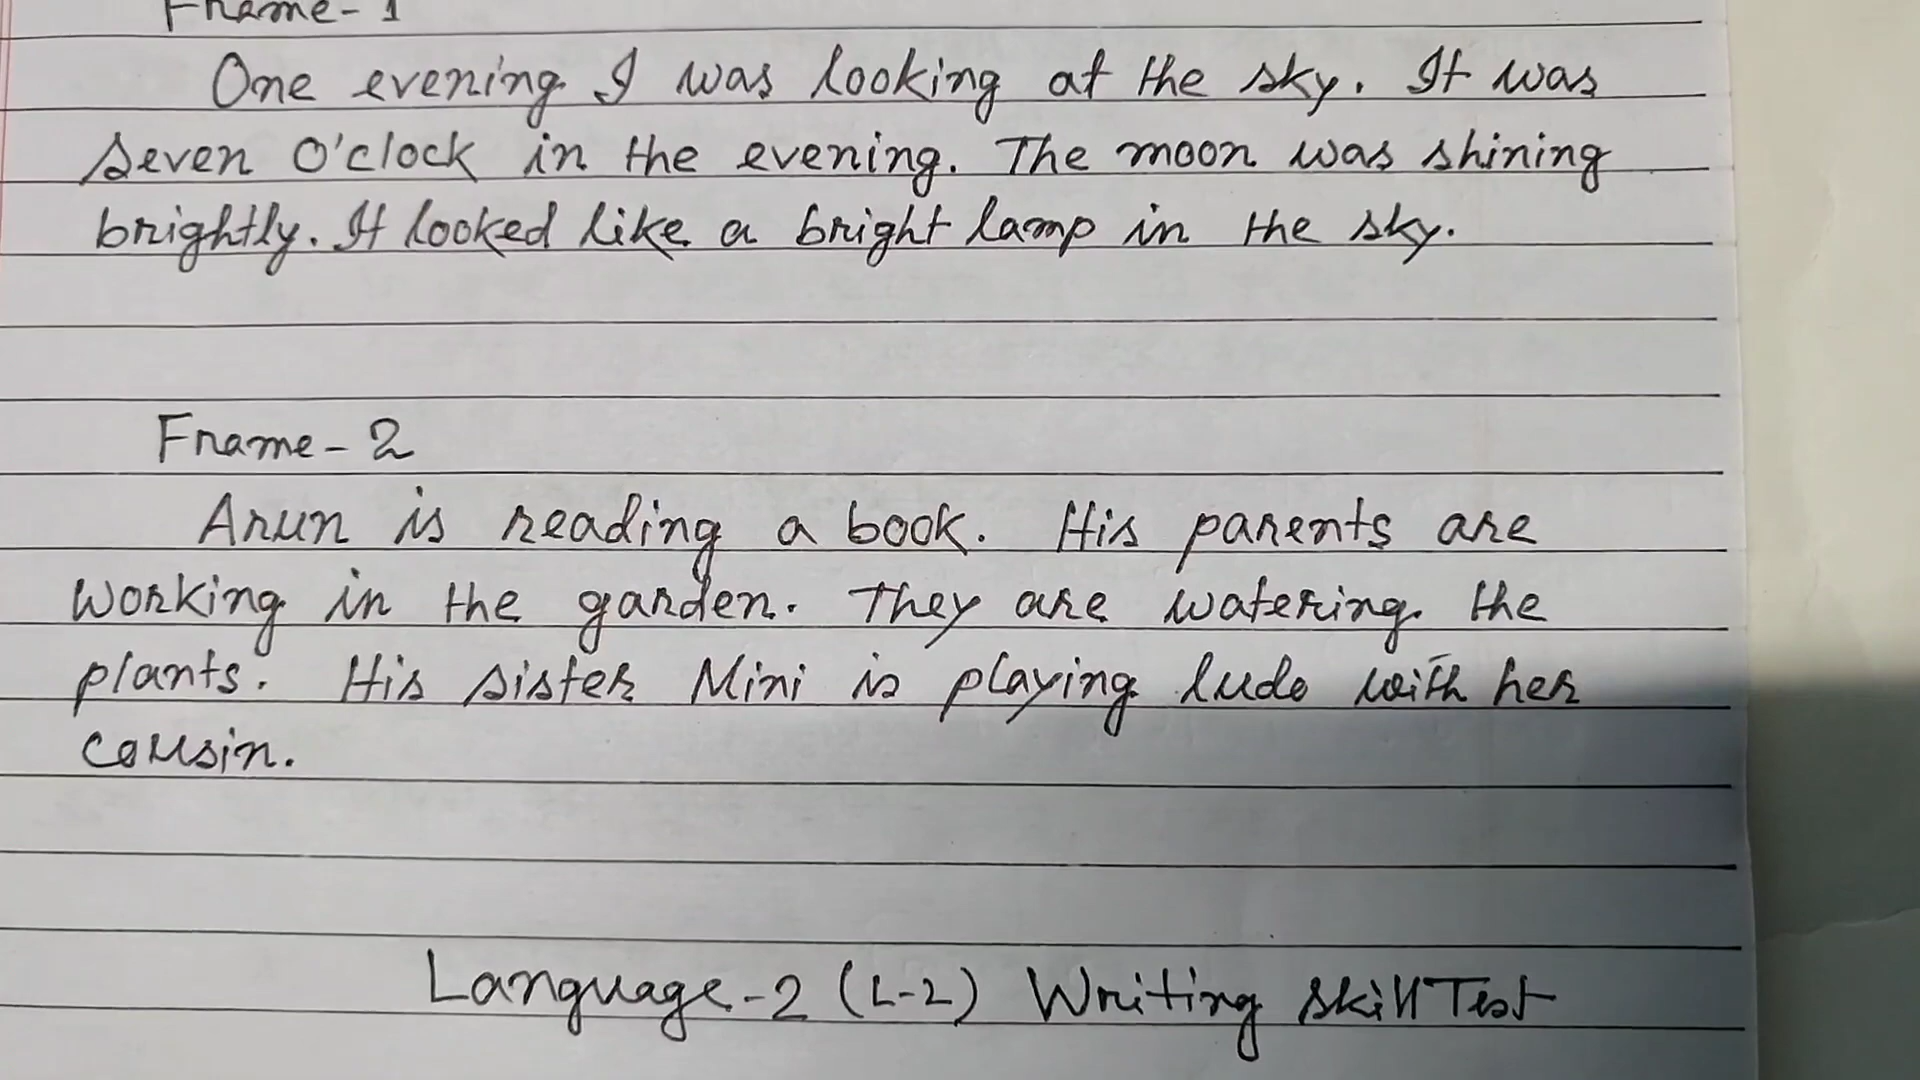 Frame-1
One evening I was looking at the sky. It was
seven O'clock in the evening. The moon was shining
brightly. It looked like a bright lamp in the sky.
Frame-2
Arun is reading a book. His parents are
working in the garden. They are watering the
plants. His sister Mini is playing ludo with her
cousin.
Language-2 (L-2) Writing skill Test